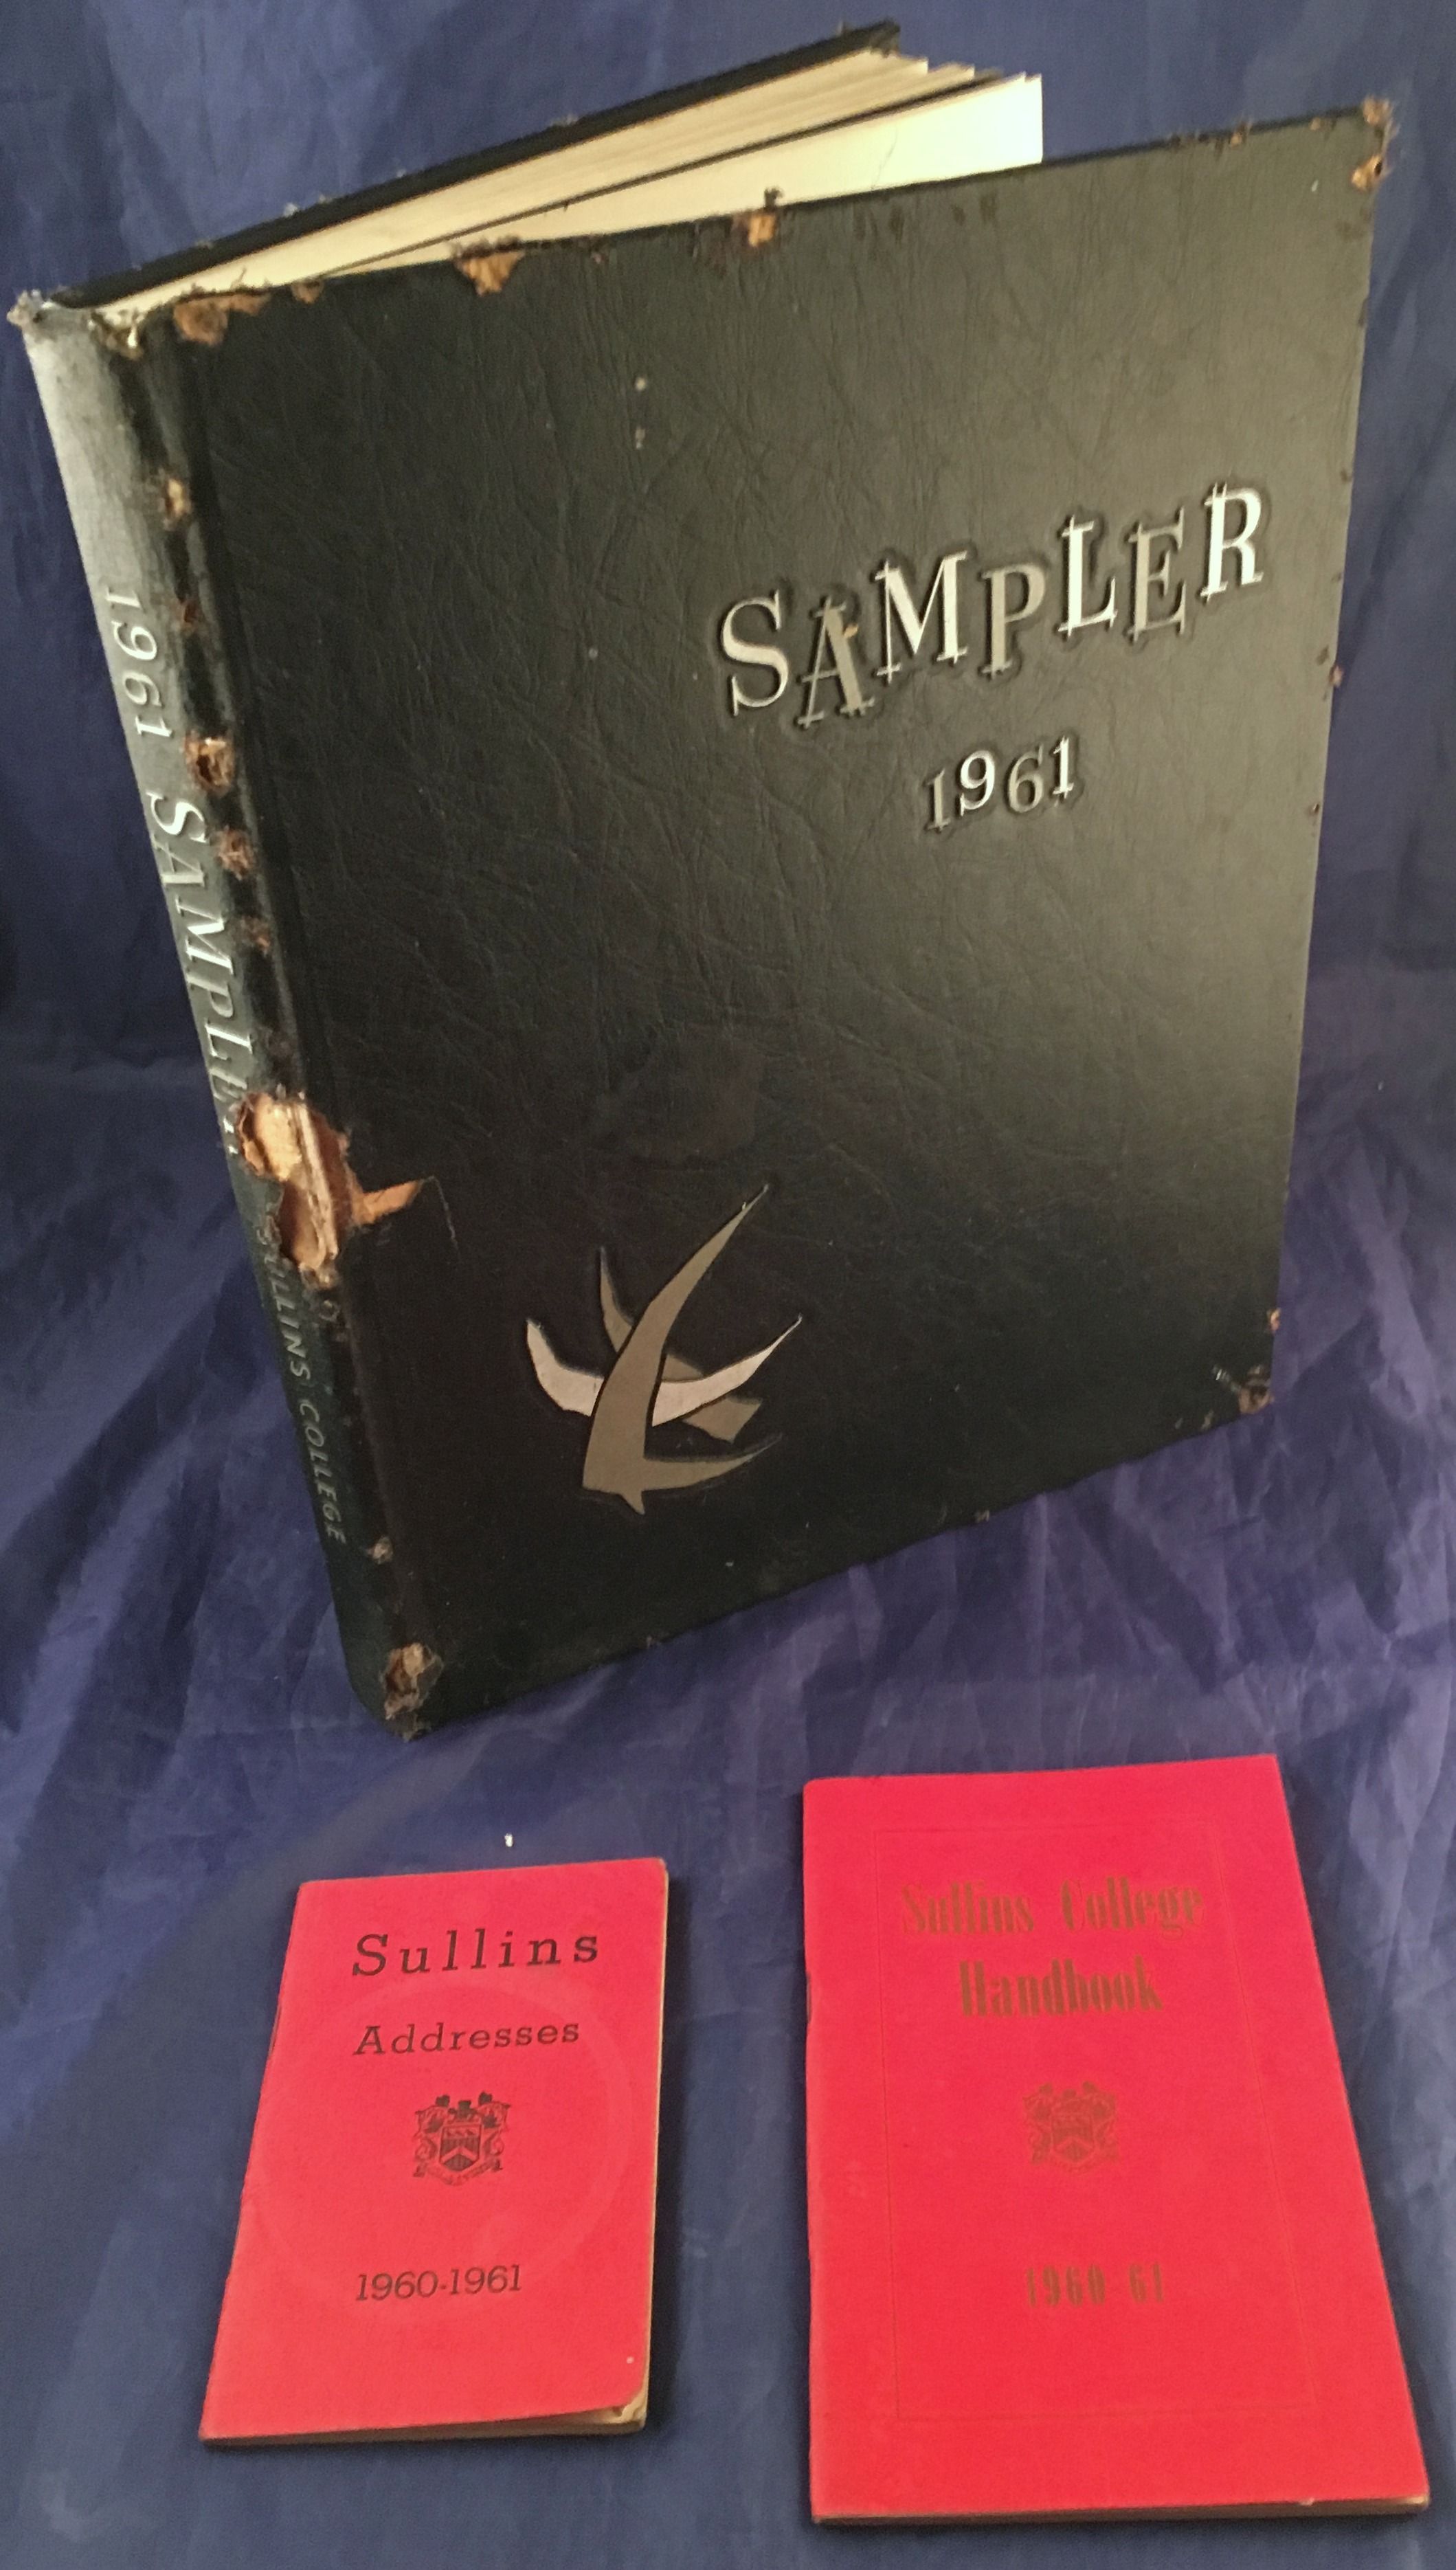 SAMPLER
1961
1961 SAMPLER SULLINS COLLEGE
Sullins
Addresses
1960-1961
Sullins College
Handbook
1960 61